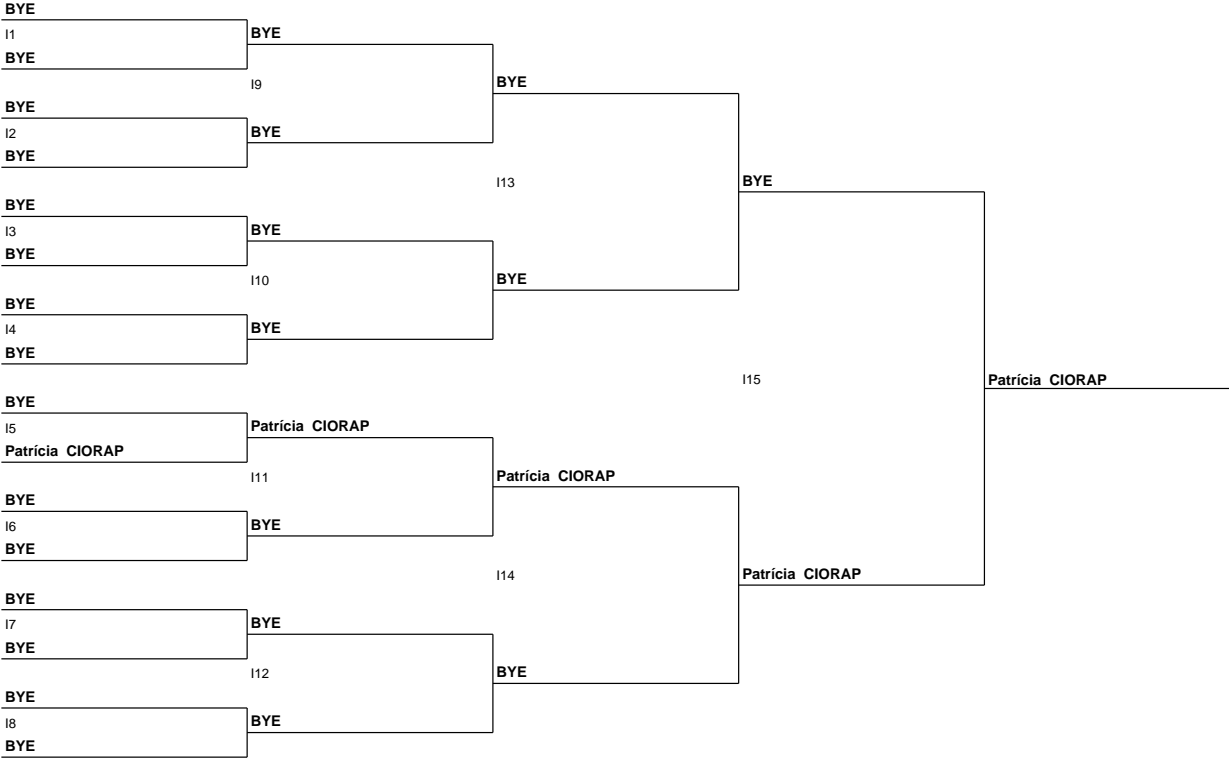 BYE
I1
BYE
BYE
I9
BYE
BYE
I2
BYE
BYE
I13
BYE
BYE
I3
BYE
BYE
I10
BYE
BYE
I4
BYE
BYE
I15
Patrícia CIORAP
BYE
I5
Patrícia CIORAP
Patrícia CIORAP
I11
Patrícia CIORAP
BYE
I6
BYE
BYE
I14
Patrícia CIORAP
BYE
I7
BYE
BYE
I12
BYE
BYE
I8
BYE
BYE